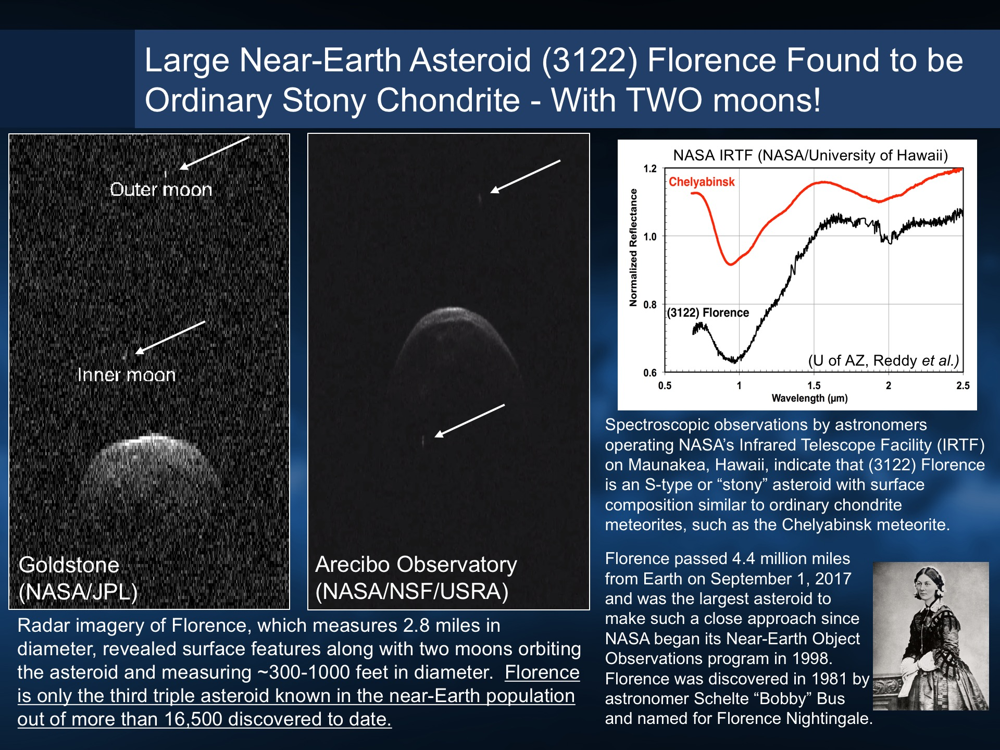 Large Near-Earth Asteroid (3122) Florence Found to be
Ordinary Stony Chondrite - With TWO moons!
Outer moon
Inner moon
Goldstone
(NASA/JPL)
Arecibo Observatory
(NASA/NSF/USRA)
Radar imagery of Florence, which measures 2.8 miles in
diameter, revealed surface features along with two moons orbiting
the asteroid and measuring ~300-1000 feet in diameter.  Florence
is only the third triple asteroid known in the near-Earth population
out of more than 16,500 discovered to date.
NASA IRTF (NASA/University of Hawaii)
1.2
1.0
0.8
0.6
Normalized Reflectance
Chelyabinsk
(3122) Florence
(U of AZ, Reddy et al.)
0.5 1 1.5 2 2.5
Wavelength (µm)
Spectroscopic observations by astronomers
operating NASA’s Infrared Telescope Facility (IRTF)
on Maunakea, Hawaii, indicate that (3122) Florence
is an S-type or “stony” asteroid with surface
composition similar to ordinary chondrite
meteorites, such as the Chelyabinsk meteorite.
Florence passed 4.4 million miles
from Earth on September 1, 2017
and was the largest asteroid to
make such a close approach since
NASA began its Near-Earth Object
Observations program in 1998.
Florence was discovered in 1981 by
astronomer Schelte “Bobby” Bus
and named for Florence Nightingale.